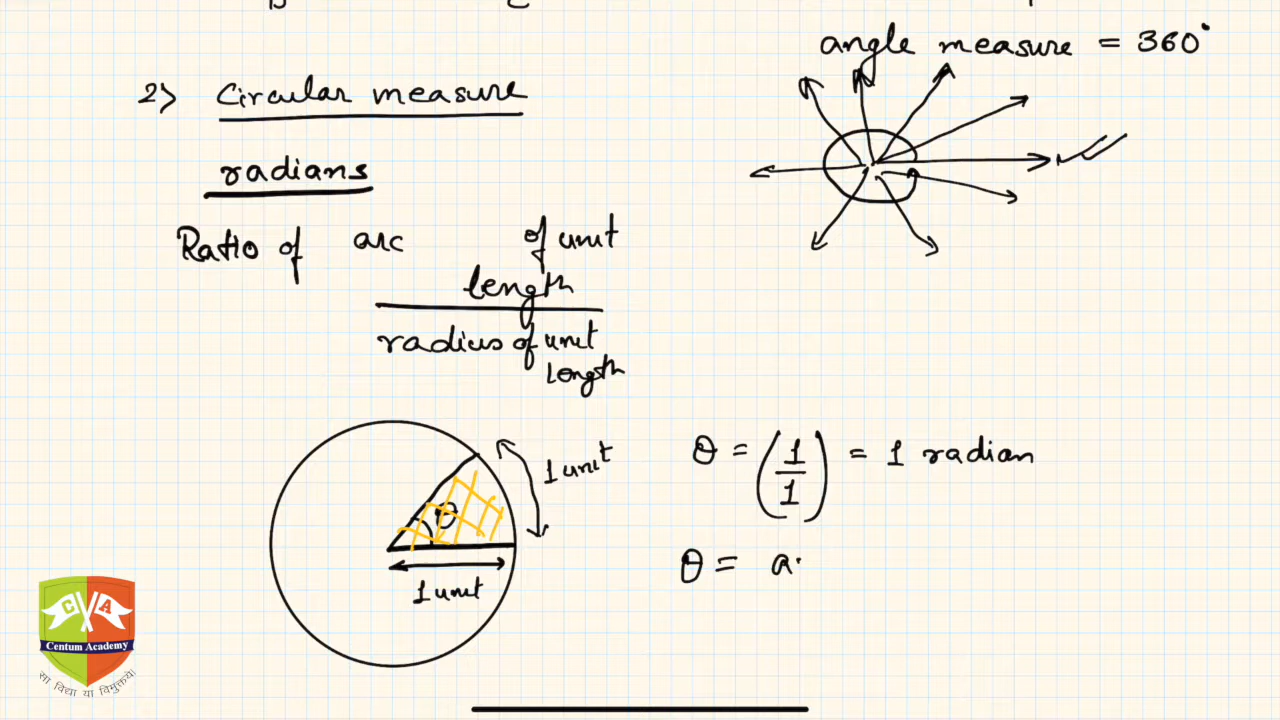 angle measure = 360°
2> Circular measure
radians
Ratio of arc of unit
length
radius of unit
length
θ
1 unit
1 unit
θ = (1/1) = 1 radian
θ = a
C A
Centum Academy
सा विद्या या विमुक्तये।